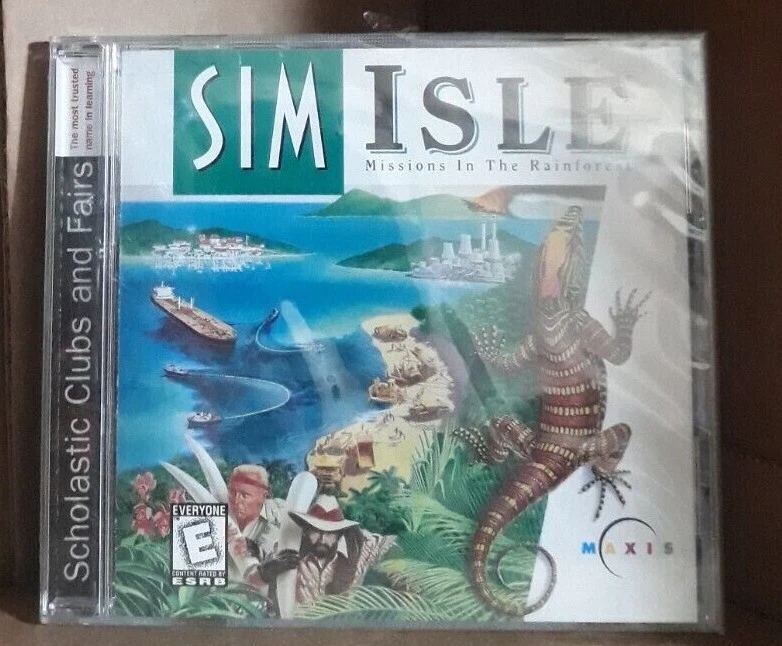 The most trusted
name in learning
Scholastic Clubs and Fairs
SIM ISLE
Missions In The Rainforest
EVERYONE
E
CONTENT RATED BY
ESRB
MAXIS